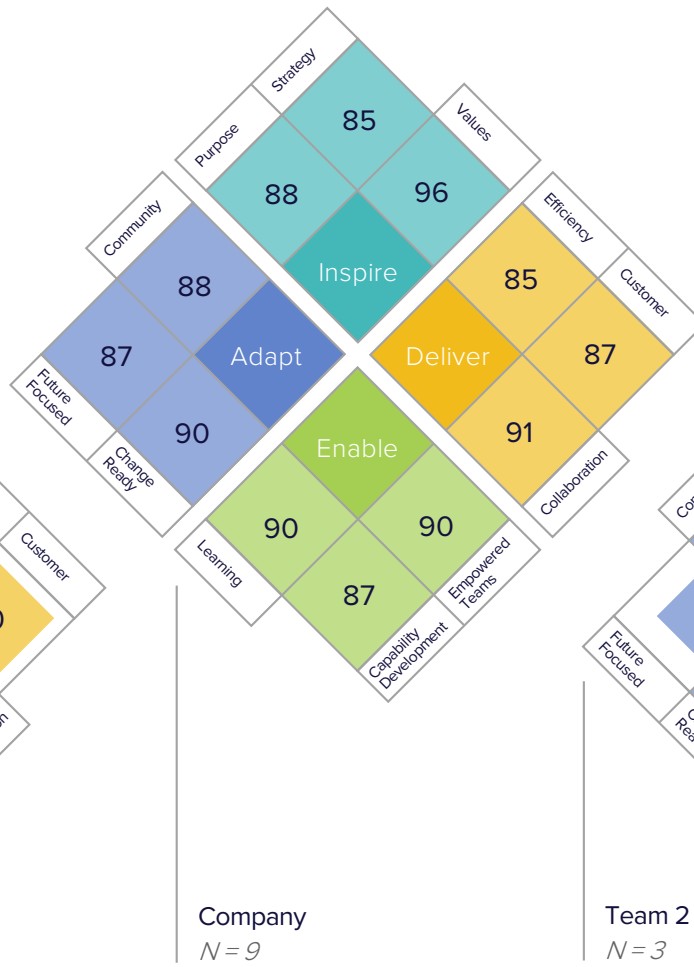 Strategy
Purpose
85
Values
88
96
Inspire
Community
Efficiency
88
85
Customer
87
Adapt
Deliver
87
Future
Focused
90
91
Change
Ready
Enable
Collaboration
90
90
Learning
87
Empowered
Teams
Capability
Development
Customer
Future
Focused
Company
N = 9
Team 2
N = 3